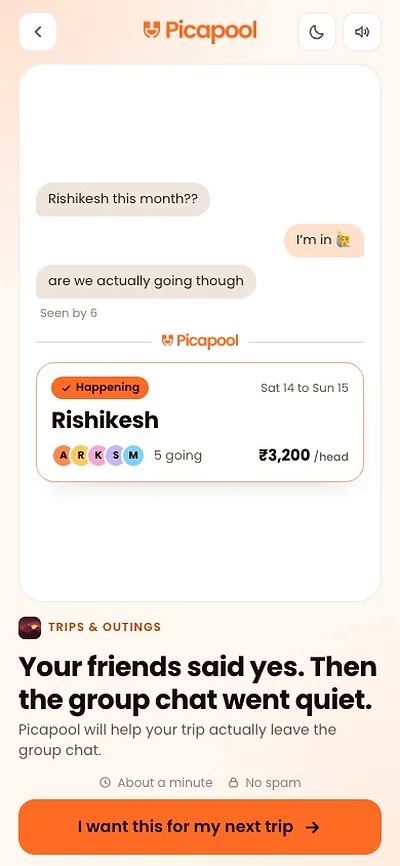 Picapool
Rishikesh this month??
I'm in 🙋
are we actually going though
Seen by 6
Picapool
Happening
Sat 14 to Sun 15
Rishikesh
A R K S M 5 going
₹3,200 /head
TRIPS & OUTINGS
Your friends said yes. Then
the group chat went quiet.
Picapool will help your trip actually leave the
group chat.
About a minute No spam
I want this for my next trip →